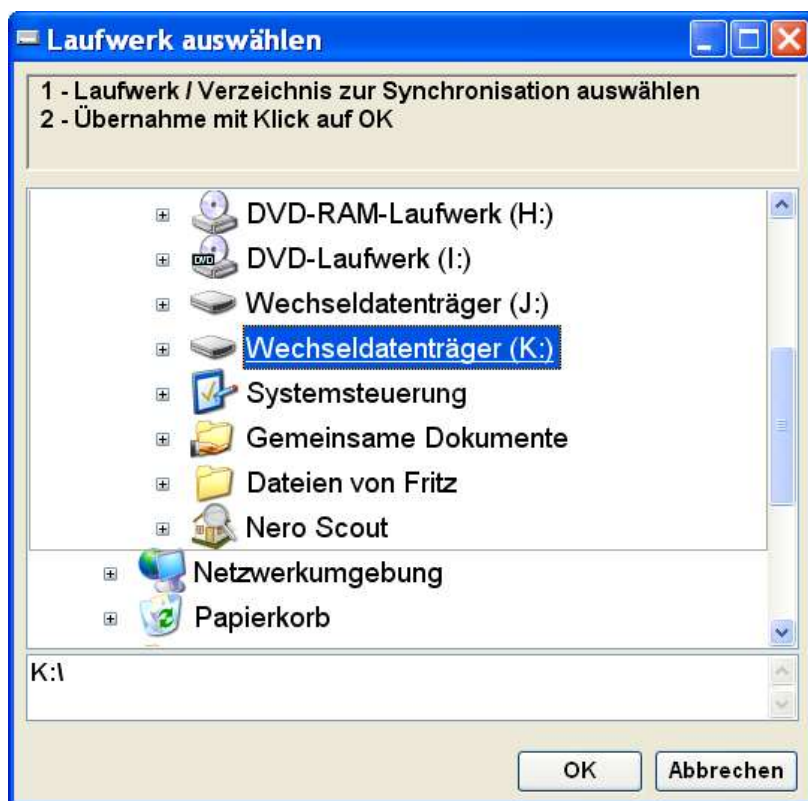 Laufwerk auswählen
1 - Laufwerk / Verzeichnis zur Synchronisation auswählen
2 - Übernahme mit Klick auf OK
DVD-RAM-Laufwerk (H:)
DVD-Laufwerk (I:)
Wechseldatenträger (J:)
Wechseldatenträger (K:)
Systemsteuerung
Gemeinsame Dokumente
Dateien von Fritz
Nero Scout
Netzwerkumgebung
Papierkorb
K:\
OK
Abbrechen